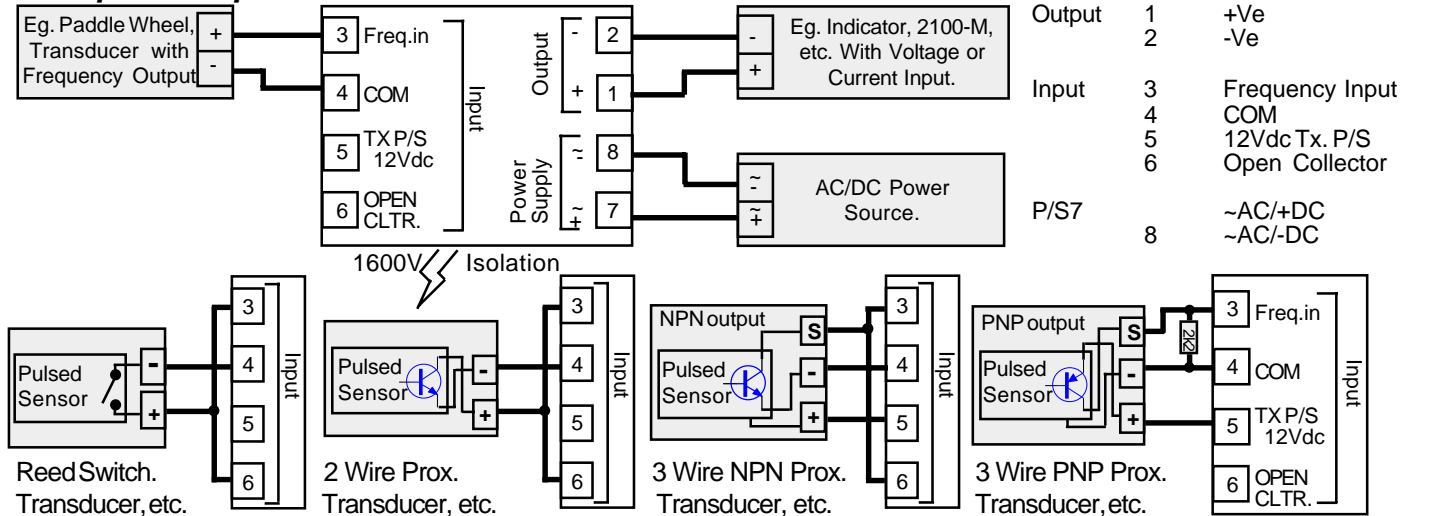 Eg. Paddle Wheel,
Transducer with
Frequency Output
+
-
3 Freq.in
4 COM
5 TX P/S
12Vdc
6 OPEN
CLTR.
Input
Output
-
+
2
1
Power
Supply
~
-
~
+
8
7
-
+
Eg. Indicator, 2100-M,
etc. With Voltage or
Current Input.
~
-
~
+
AC/DC Power
Source.
Output 1 +Ve
2 -Ve
Input 3 Frequency Input
4 COM
5 12Vdc Tx. P/S
6 Open Collector
P/S7 ~AC/+DC
8 ~AC/-DC
1600V Isolation
Pulsed
Sensor
-
+
3
4
5
6
Input
Reed Switch.
Transducer, etc.
Pulsed
Sensor
-
+
3
4
5
6
Input
2 Wire Prox.
Transducer, etc.
NPN output
S
Pulsed
Sensor
-
+
3
4
5
6
Input
3 Wire NPN Prox.
Transducer, etc.
PNP output
S
Pulsed
Sensor
-
+
2K2
3 Freq.in
4 COM
5 TX P/S
12Vdc
6 OPEN
CLTR.
Input
3 Wire PNP Prox.
Transducer, etc.